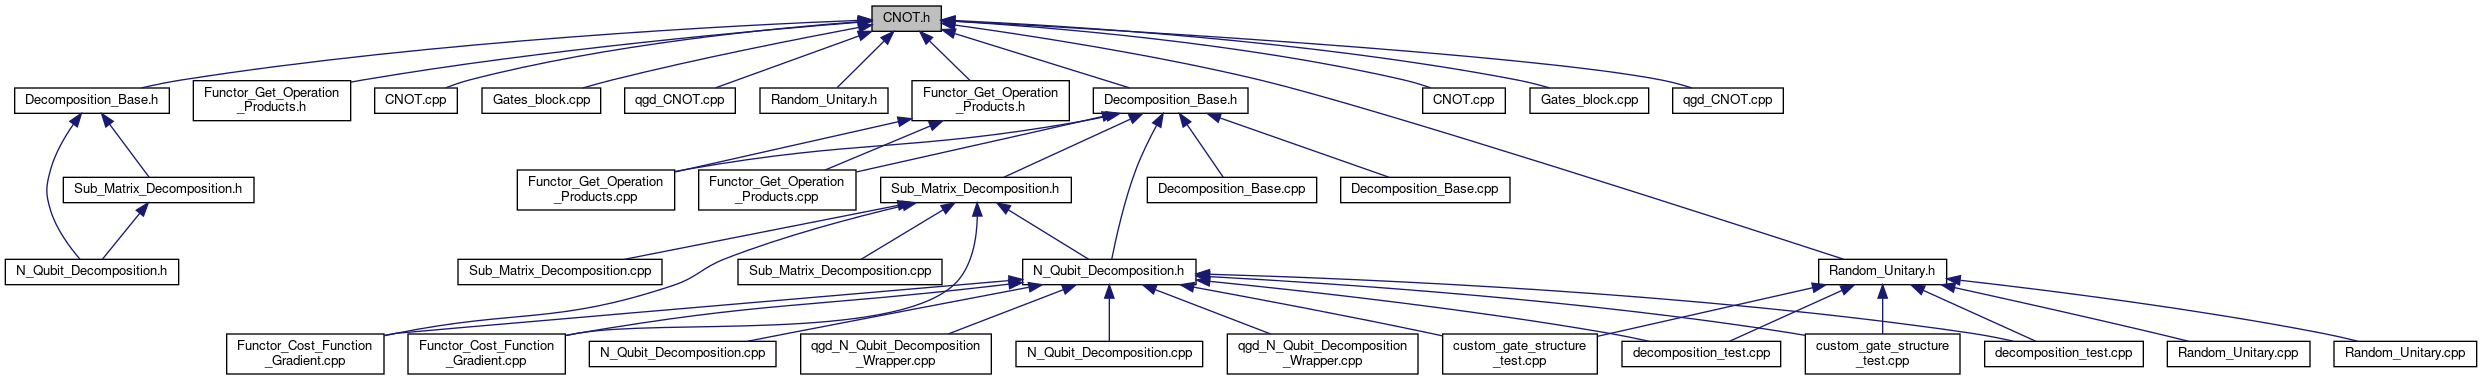 CNOT.h
Decomposition_Base.h
Functor_Get_Operation
_Products.h
CNOT.cpp
Gates_block.cpp
qgd_CNOT.cpp
Random_Unitary.h
Functor_Get_Operation
_Products.h
Decomposition_Base.h
CNOT.cpp
Gates_block.cpp
qgd_CNOT.cpp
Sub_Matrix_Decomposition.h
Functor_Get_Operation
_Products.cpp
Functor_Get_Operation
_Products.cpp
Sub_Matrix_Decomposition.h
Decomposition_Base.cpp
Decomposition_Base.cpp
N_Qubit_Decomposition.h
Sub_Matrix_Decomposition.cpp
Sub_Matrix_Decomposition.cpp
N_Qubit_Decomposition.h
Random_Unitary.h
Functor_Cost_Function
_Gradient.cpp
Functor_Cost_Function
_Gradient.cpp
N_Qubit_Decomposition.cpp
qgd_N_Qubit_Decomposition
_Wrapper.cpp
N_Qubit_Decomposition.cpp
qgd_N_Qubit_Decomposition
_Wrapper.cpp
custom_gate_structure
_test.cpp
decomposition_test.cpp
custom_gate_structure
_test.cpp
decomposition_test.cpp
Random_Unitary.cpp
Random_Unitary.cpp